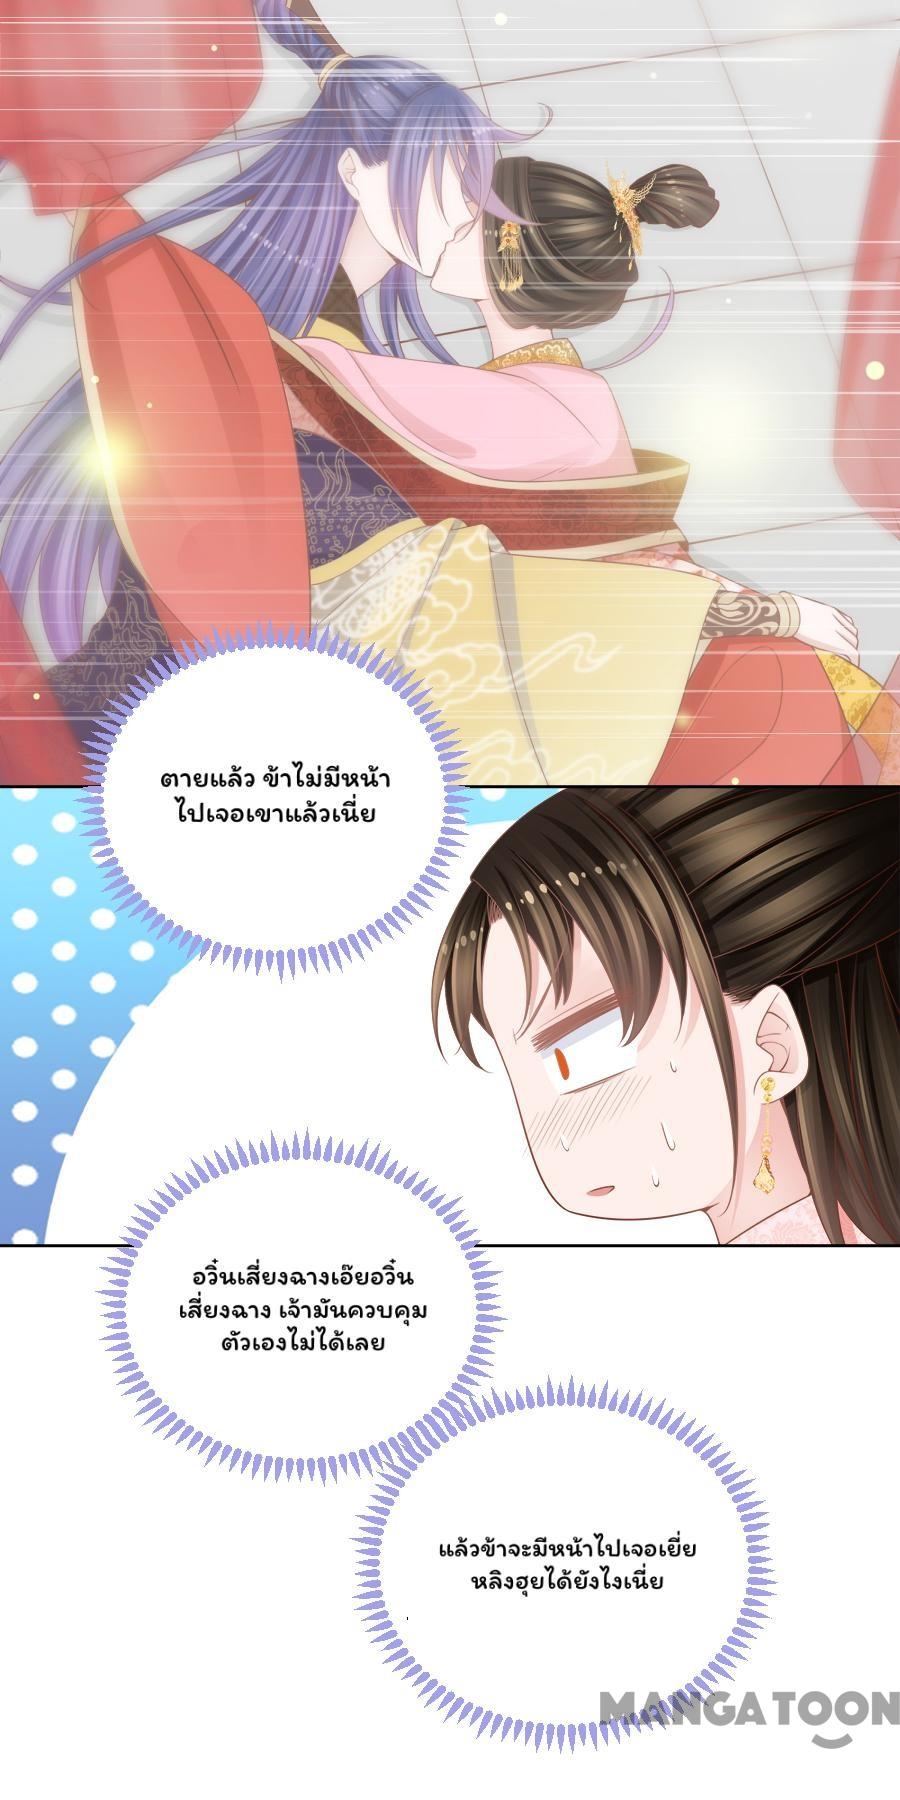 ตายแล้ว ข้าไม่มีหน้า
ไปเจอเขาแล้วเนี่ย
อวิ๋นเสี่ยงฉางเอ๊ยอวิ๋น
เสี่ยงฉาง เจ้ามันควบคุม
ตัวเองไม่ได้เลย
แล้วข้าจะมีหน้าไปเจอเยี่ย
หลิงฮุยได้ยังไงเนี่ย
MANGATOON